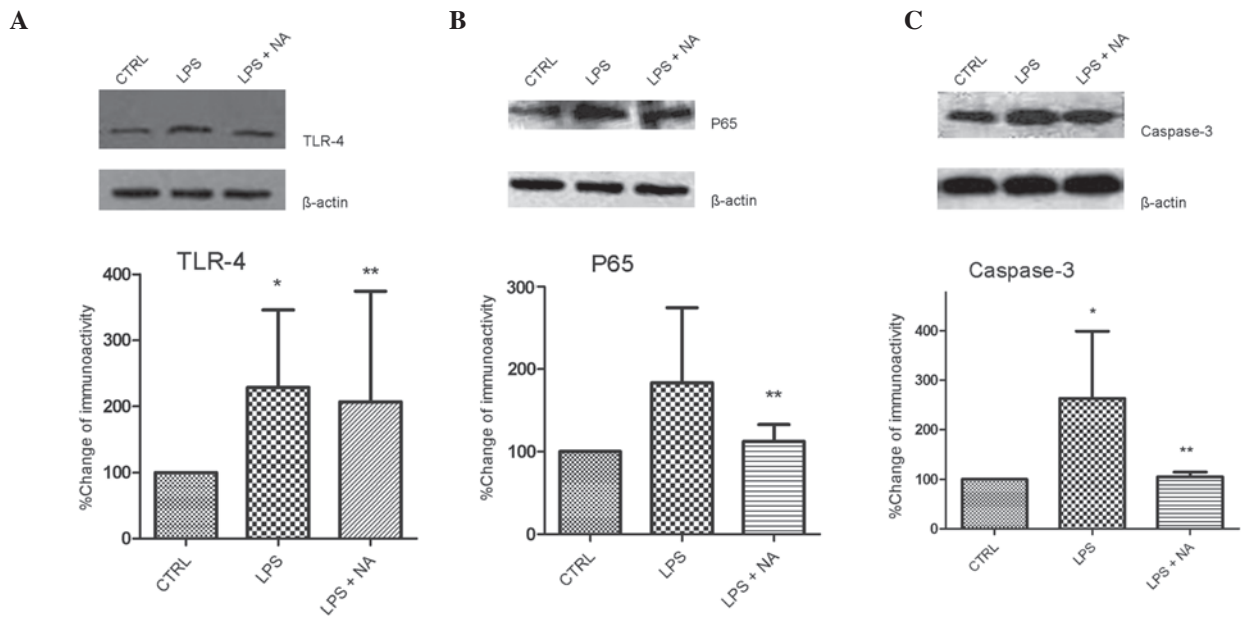 A
CTRL
LPS
LPS + NA
TLR-4
ß-actin
TLR-4
%Change of immunoactivity
400
300
200
100
0
*
**
CTRL
LPS
LPS + NA
B
CTRL
LPS
LPS + NA
P65
ß-actin
P65
%Change of immunoactivity
300
200
100
0
**
CTRL
LPS
LPS + NA
C
CTRL
LPS
LPS + NA
Caspase-3
ß-actin
Caspase-3
%Change of immunoactivity
400
300
200
100
0
*
**
CTRL
LPS
LPS + NA